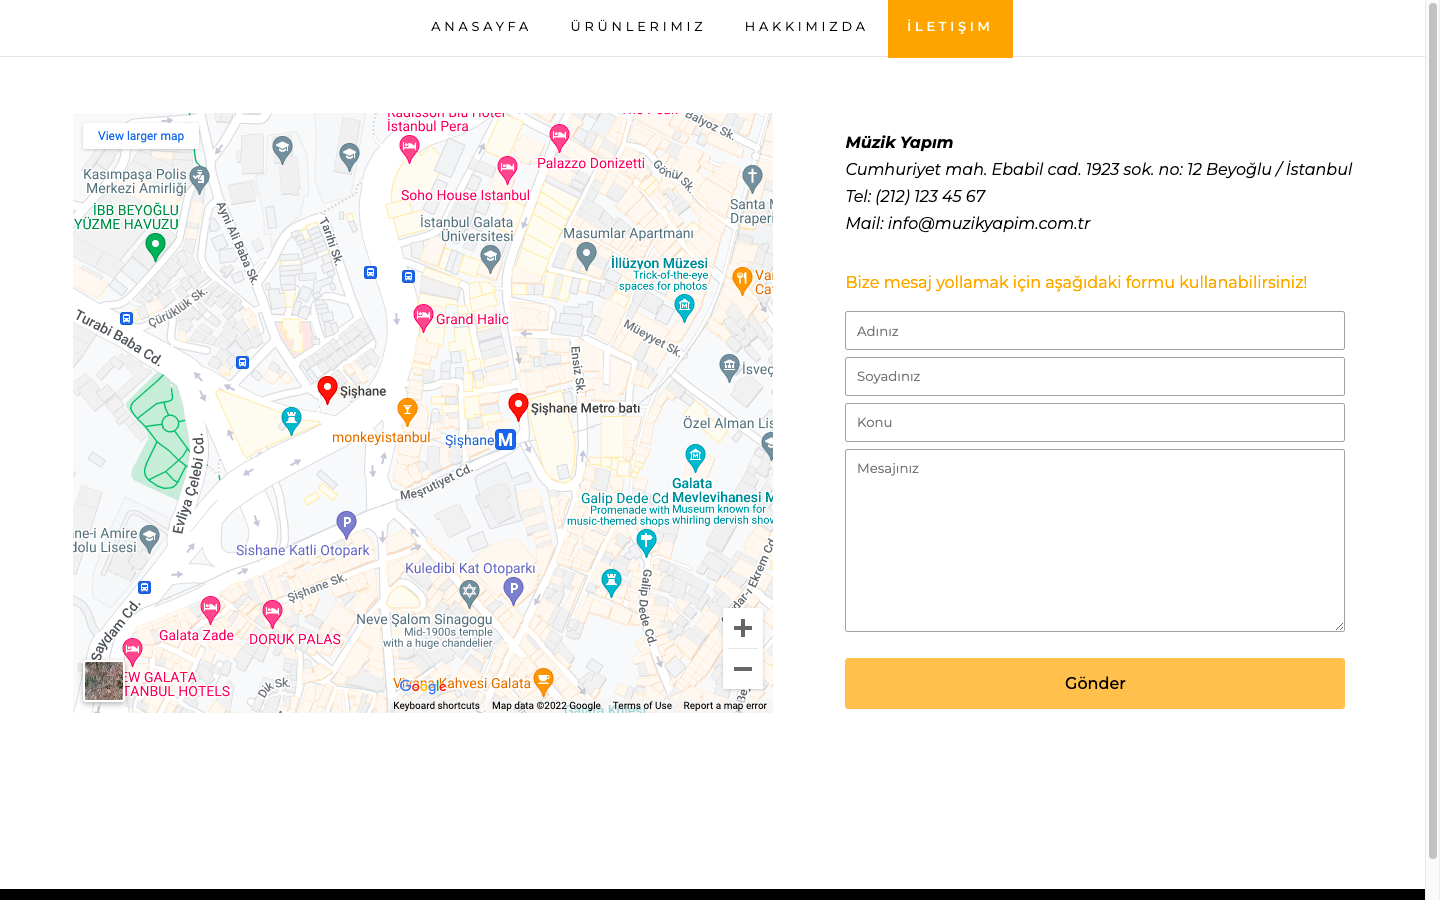 ANASAYFA
ÜRÜNLERIMIZ
HAKKIMIZDA
İLETIŞIM
View larger map
Kasımpaşa Polis
Merkezi Amirliği
İBB BEYOĞLU
YÜZME HAVUZU
Ayni Ali Baba Sk.
Tarihi Sk.
Çürüklük Sk.
Turabi Baba Cd.
Radisson Blu Hotel
İstanbul Pera
Palazzo Donizetti
Soho House Istanbul
İstanbul Galata
Üniversitesi
Balyoz Sk.
Gönül Sk.
Santa M
Draperi
Masumlar Apartmanı
İllüzyon Müzesi
Trick-of-the-eye
spaces for photos
Grand Halic
Müeyyet Sk.
Ensiz Sk.
İsveç
Şişhane
Şişhane Metro batı
monkeyistanbul
Şişhane
M
Özel Alman Lis
Evliya Çelebi Cd.
Meşrutiyet Cd.
Galata
Mevlevihanesi M
Museum known for
whirling dervish show
Galip Dede Cd
Promenade with
music-themed shops
ne-i Amire
dolu Lisesi
Sishane Katli Otopark
Kuledibi Kat Otoparkı
Şişhane Sk.
Galip Dede Cd.
Neve Şalom Sinagogu
Mid-1900s temple
with a huge chandelier
Saydam Cd.
Galata Zade
DORUK PALAS
EW GALATA
TANBUL HOTELS
Dik Sk.
Kahvesi Galata
Google
Keyboard shortcuts
Map data ©2022 Google
Terms of Use
Report a map error
Müzik Yapım
Cumhuriyet mah. Ebabil cad. 1923 sok. no: 12 Beyoğlu / İstanbul
Tel: (212) 123 45 67
Mail: info@muzikyapim.com.tr
Bize mesaj yollamak için aşağıdaki formu kullanabilirsiniz!
Adınız
Soyadınız
Konu
Mesajınız
Gönder